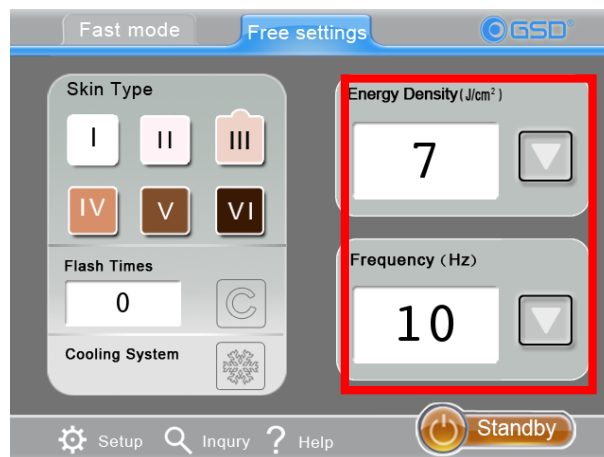 Fast mode
Free settings
GSD®
Skin Type
I II III
IV V VI
Flash Times
0
C
Cooling System
Energy Density(J/cm²)
7
Frequency (Hz)
10
Setup Inqury ? Help
Standby